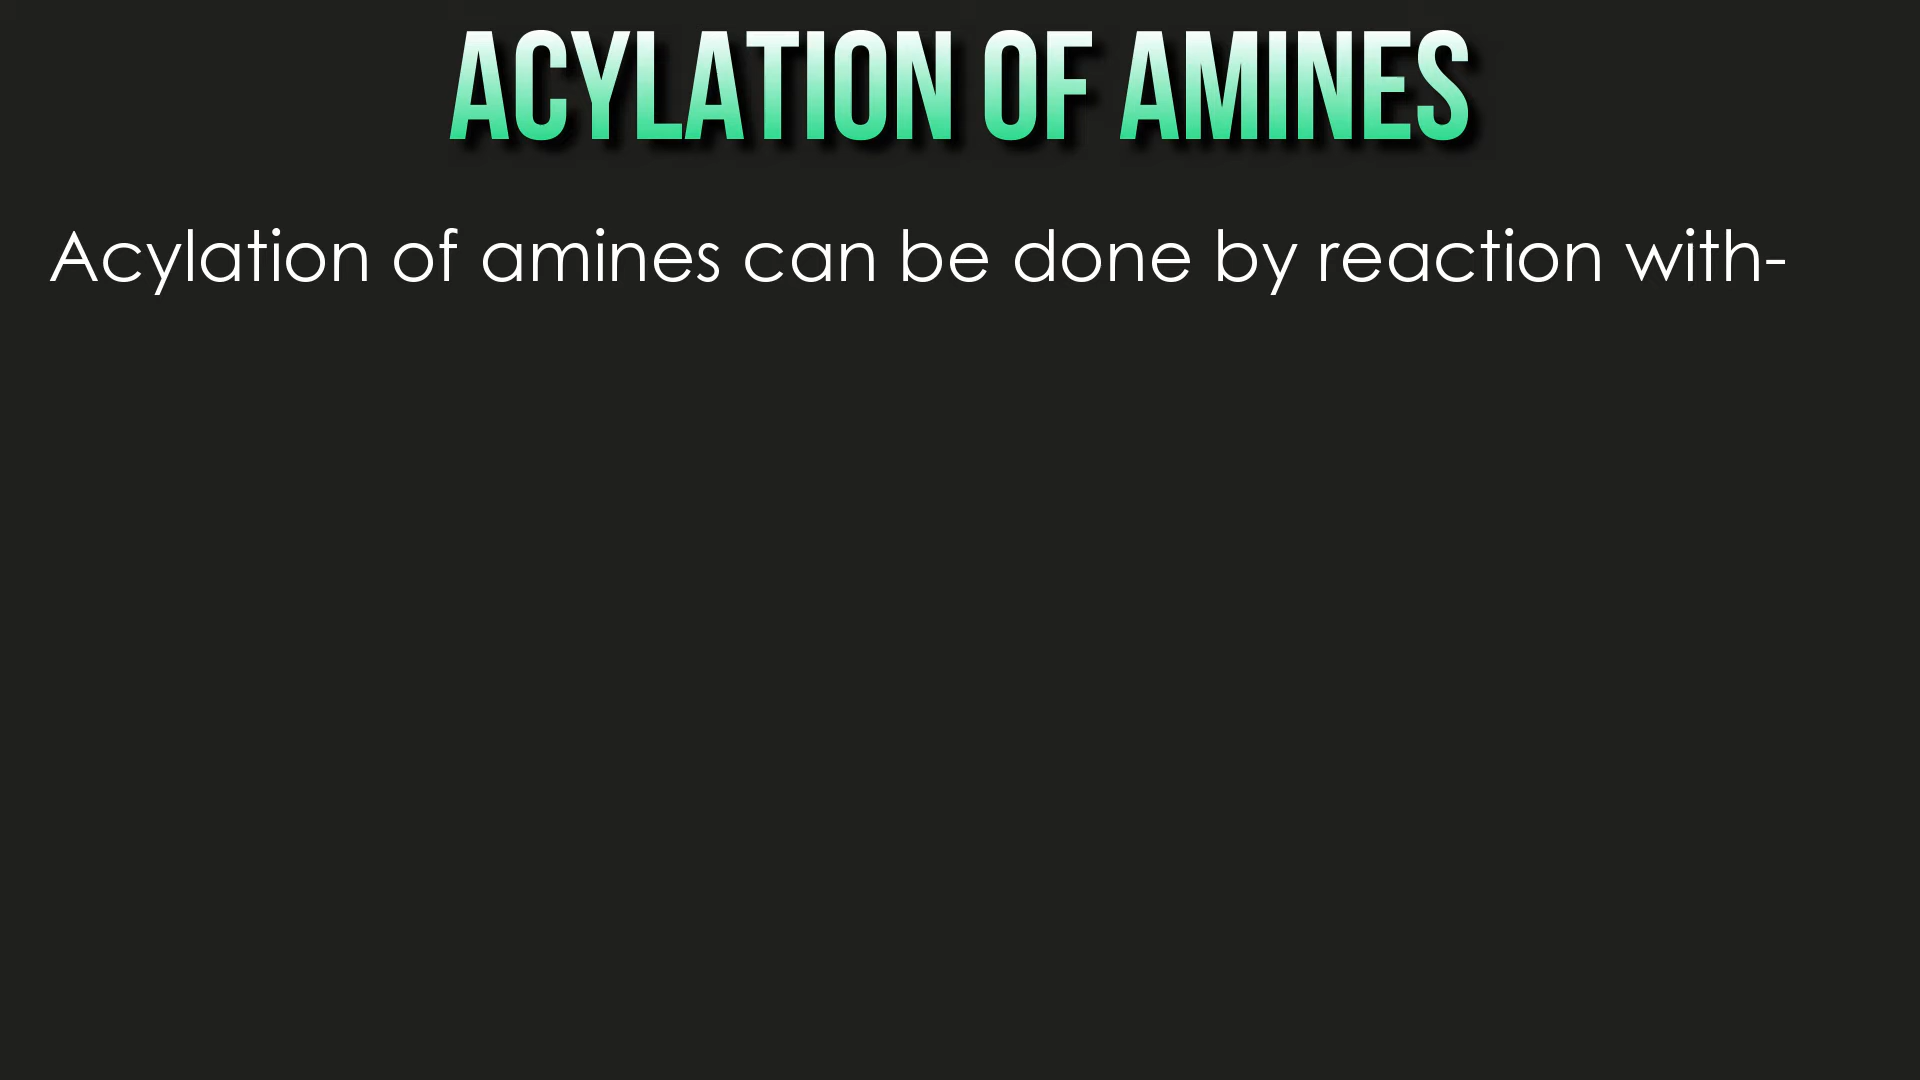 ACYLATION OF AMINES
Acylation of amines can be done by reaction with-